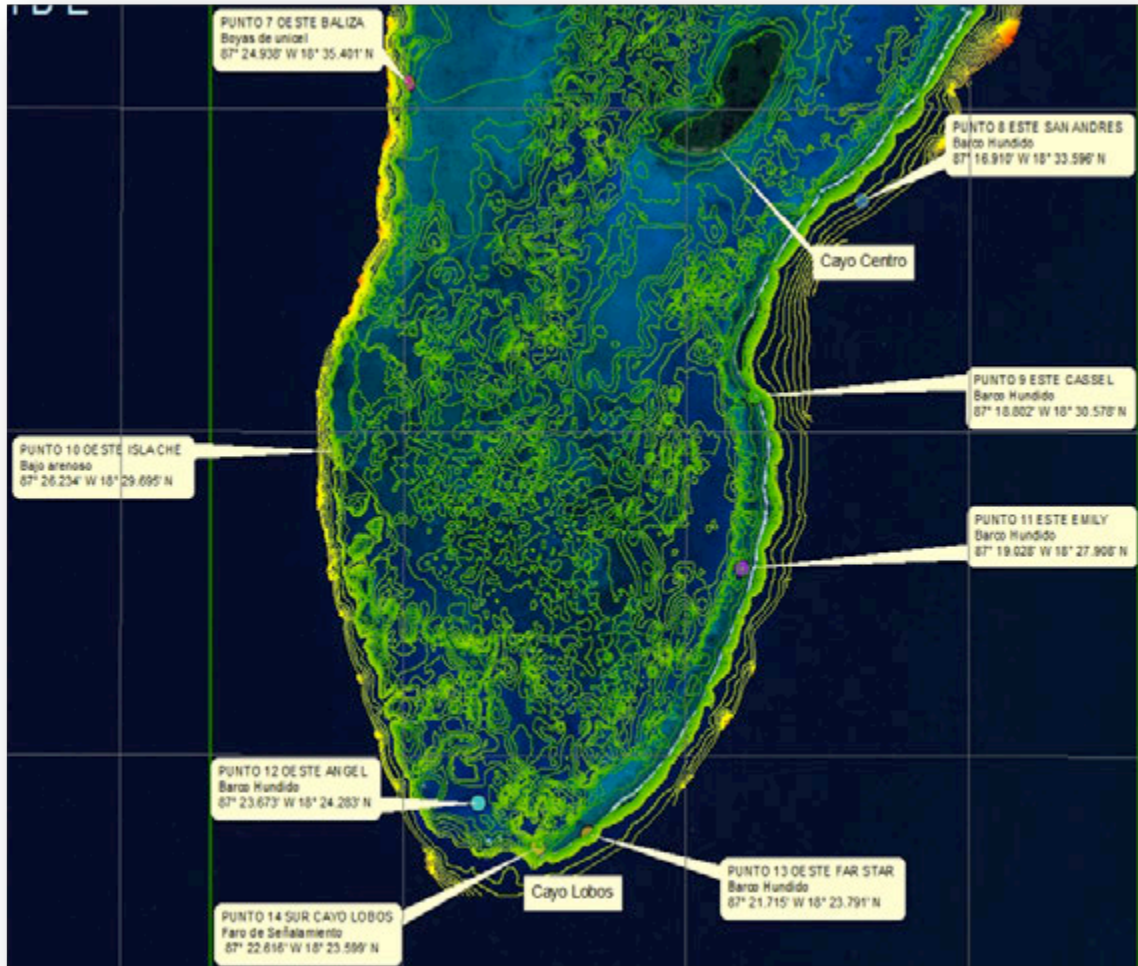 PUNTO 7 OESTE BALIZA
Boyas de unicel
87° 24.938' W 18° 35.401' N
PUNTO 8 ESTE SAN ANDRES
Barco Hundido
87° 16.910' W 18° 33.596' N
Cayo Centro
PUNTO 9 ESTE CASSEL
Barco Hundido
87° 18.802' W 18° 30.578' N
PUNTO 10 OESTE ISLA CHE
Bajo arenoso
87° 26.234' W 18° 29.695' N
PUNTO 11 ESTE EMILY
Barco Hundido
87° 19.028' W 18° 27.908' N
PUNTO 12 OESTE ANGEL
Barco Hundido
87° 23.673' W 18° 24.283' N
PUNTO 13 OESTE FAR STAR
Barco Hundido
87° 21.715' W 18° 23.791' N
Cayo Lobos
PUNTO 14 SUR CAYO LOBOS
Faro de Señalamiento
87° 22.616' W 18° 23.599' N